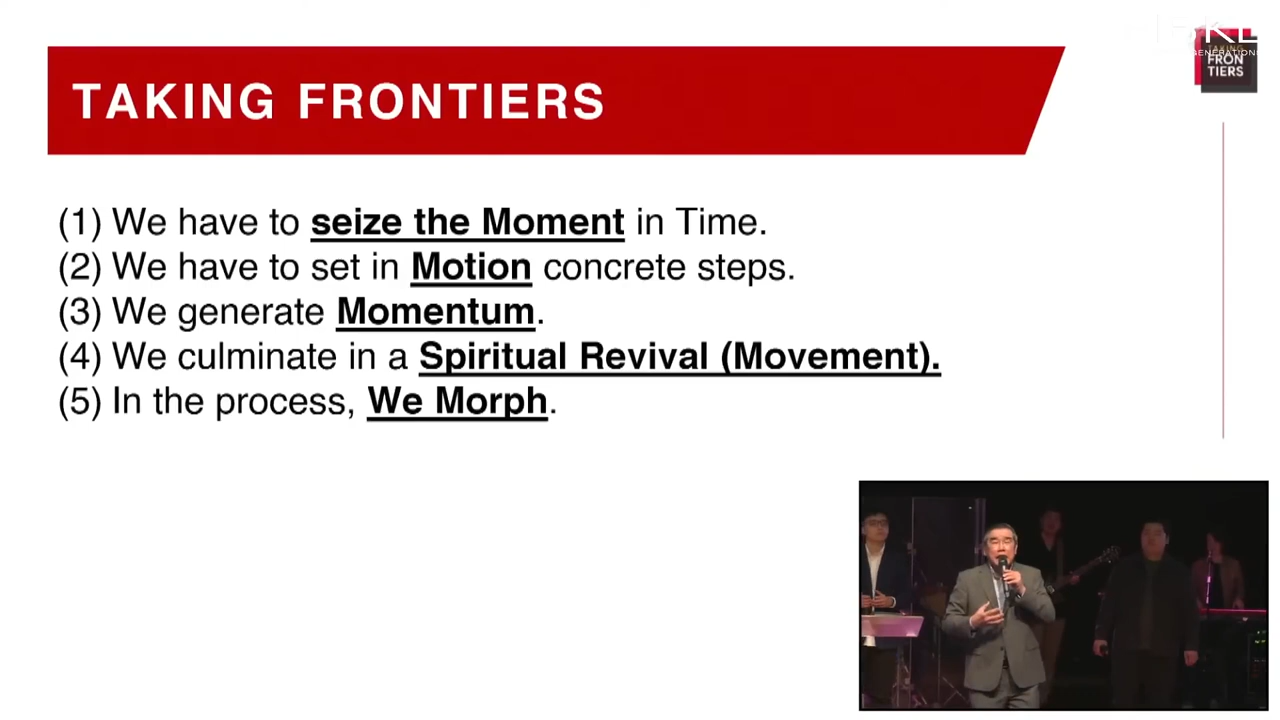 TAKING FRONTIERS
TAKING
FRON
TIERS
(1) We have to seize the Moment in Time.
(2) We have to set in Motion concrete steps.
(3) We generate Momentum.
(4) We culminate in a Spiritual Revival (Movement).
(5) In the process, We Morph.